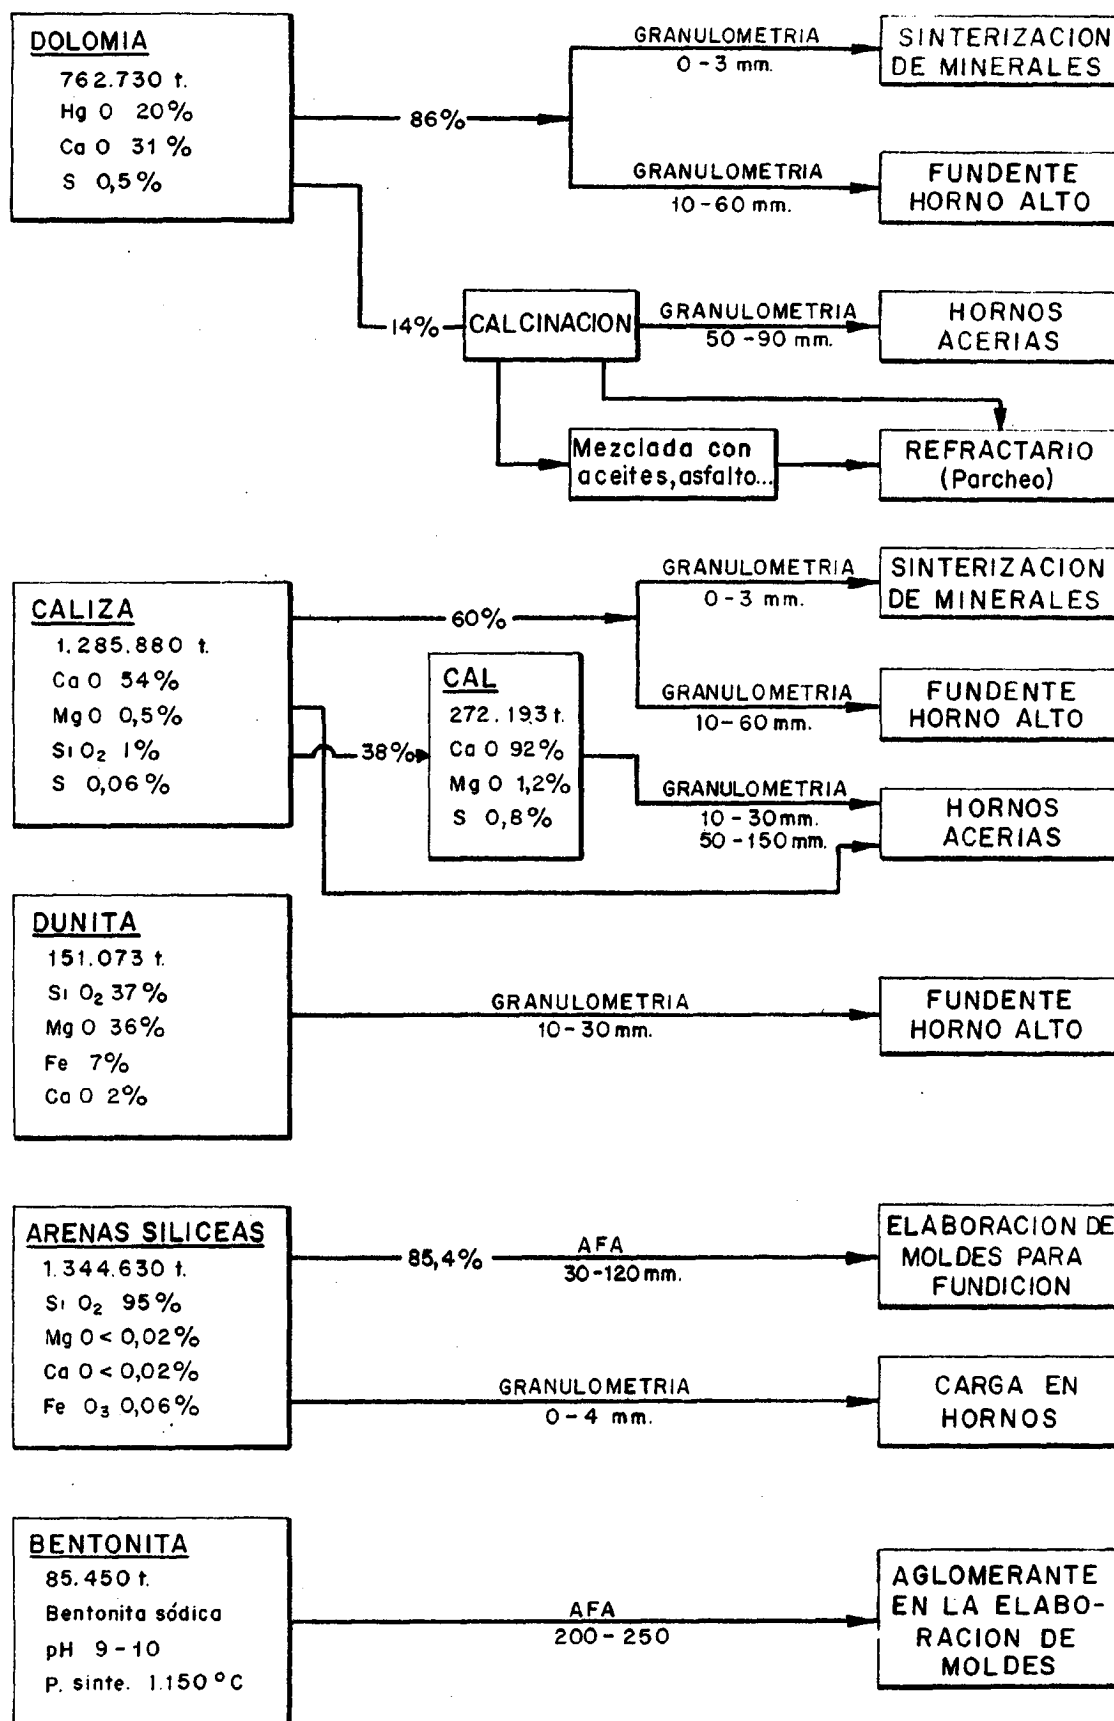 DOLOMIA
762.730 t.
Hg O 20%
Ca O 31 %
S 0,5%
86%
GRANULOMETRIA
0-3 mm.
SINTERIZACION
DE MINERALES
GRANULOMETRIA
10-60 mm.
FUNDENTE
HORNO ALTO
14%
CALCINACION
GRANULOMETRIA
50-90 mm.
HORNOS
ACERIAS
Mezclada con
aceites, asfalto...
REFRACTARIO
(Parcheo)
CALIZA
1.285.880 t.
Ca O 54%
Mg O 0,5%
Si O₂ 1%
S 0,06%
60%
GRANULOMETRIA
0-3 mm.
SINTERIZACION
DE MINERALES
GRANULOMETRIA
10-60 mm.
FUNDENTE
HORNO ALTO
38%
CAL
272.193 t.
Ca O 92%
Mg O 1,2%
S 0,8%
GRANULOMETRIA
10-30 mm.
50-150 mm.
HORNOS
ACERIAS
DUNITA
151.073 t.
Si O₂ 37%
Mg O 36%
Fe 7%
Ca O 2%
GRANULOMETRIA
10-30 mm.
FUNDENTE
HORNO ALTO
ARENAS SILICEAS
1.344.630 t.
Si O₂ 95%
Mg O < 0,02%
Ca O < 0,02%
Fe O₃ 0,06%
85,4%
AFA
30-120 mm.
ELABORACION DE
MOLDES PARA
FUNDICION
GRANULOMETRIA
0-4 mm.
CARGA EN
HORNOS
BENTONITA
85.450 t.
Bentonita sódica
pH 9-10
P. sinte. 1.150 °C
AFA
200-250
AGLOMERANTE
EN LA ELABO-
RACION DE
MOLDES